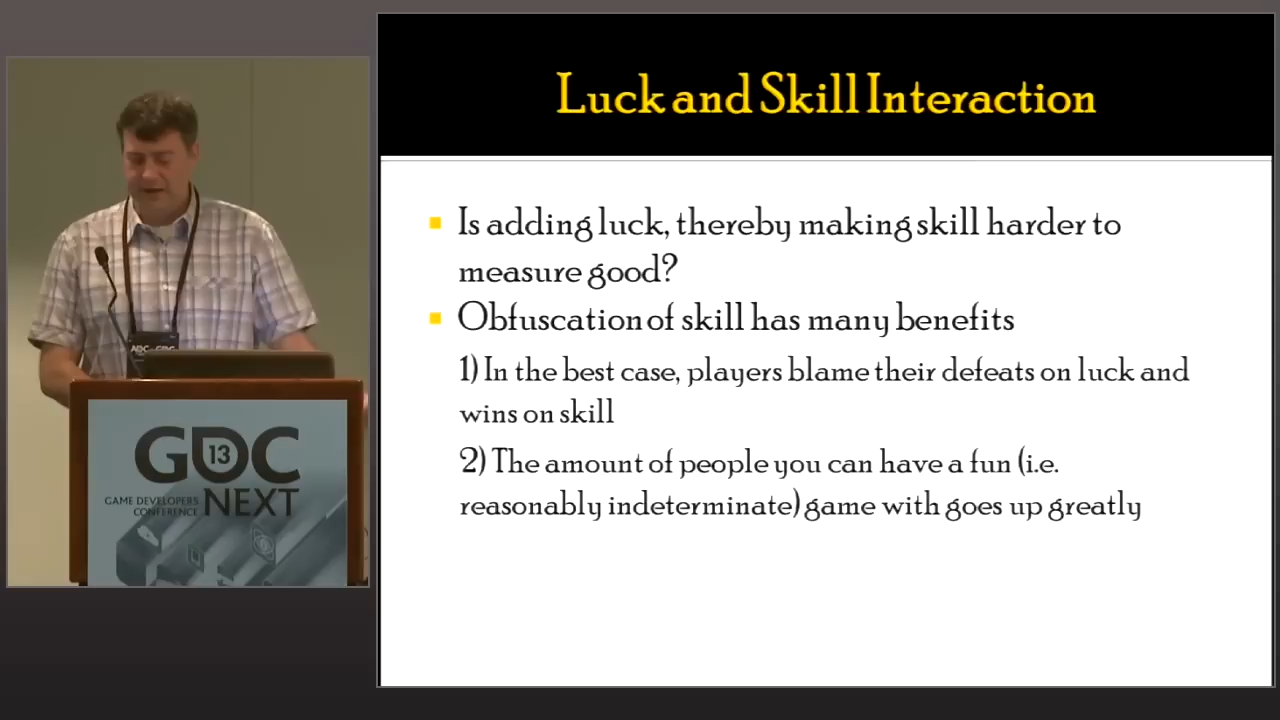 Luck and Skill Interaction
Is adding luck, thereby making skill harder to
measure good?
Obfuscation of skill has many benefits
1) In the best case, players blame their defeats on luck and
wins on skill
2) The amount of people you can have a fun (i.e.
reasonably indeterminate) game with goes up greatly
GDC
13
GAME DEVELOPERS
CONFERENCE
NEXT